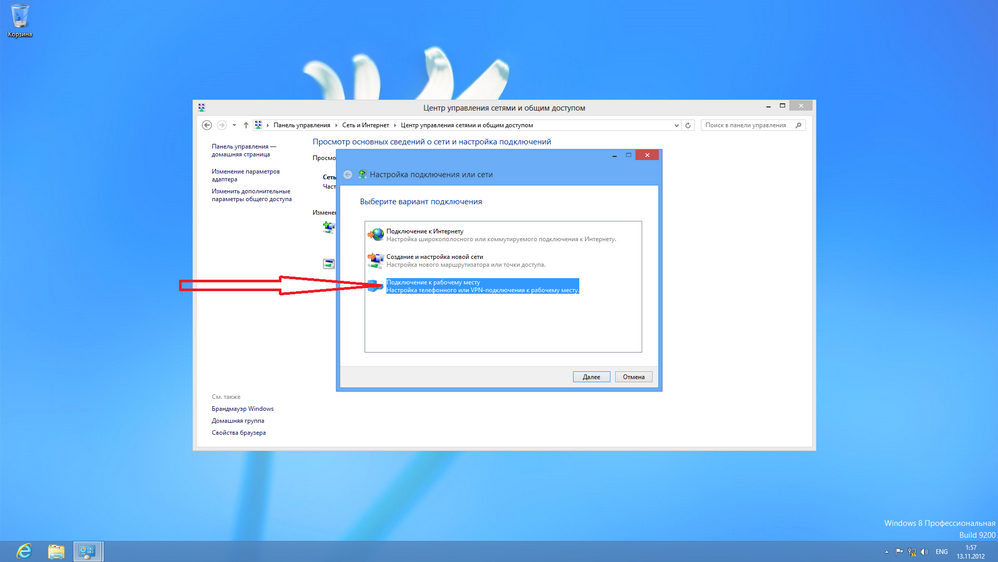 Корзина
Центр управления сетями и общим доступом
Панель управления › Сеть и Интернет › Центр управления сетями и общим доступом
Поиск в панели управления
Панель управления —
домашняя страница
Изменение параметров
адаптера
Изменить дополнительные
параметры общего доступа
Просмотр основных сведений о сети и настройка подключений
Просмо
Сеть
Част
Изменен
Настройка подключения или сети
Выберите вариант подключения
Подключение к Интернету
Настройка широкополосного или коммутируемого подключения к Интернету.
Создание и настройка новой сети
Настройка нового маршрутизатора или точки доступа.
Подключение к рабочему месту
Настройка телефонного или VPN-подключения к рабочему месту.
Далее
Отмена
См. также
Брандмауэр Windows
Домашняя группа
Свойства браузера
Windows 8 Профессиональная
Build 9200
ENG
1:57
13.11.2012